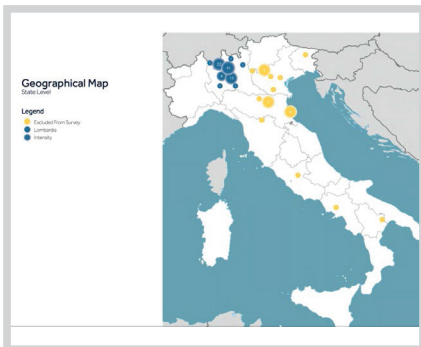 Geographical Map
State Level
Legend
Excluded From Survey
Lombardia
Intensity